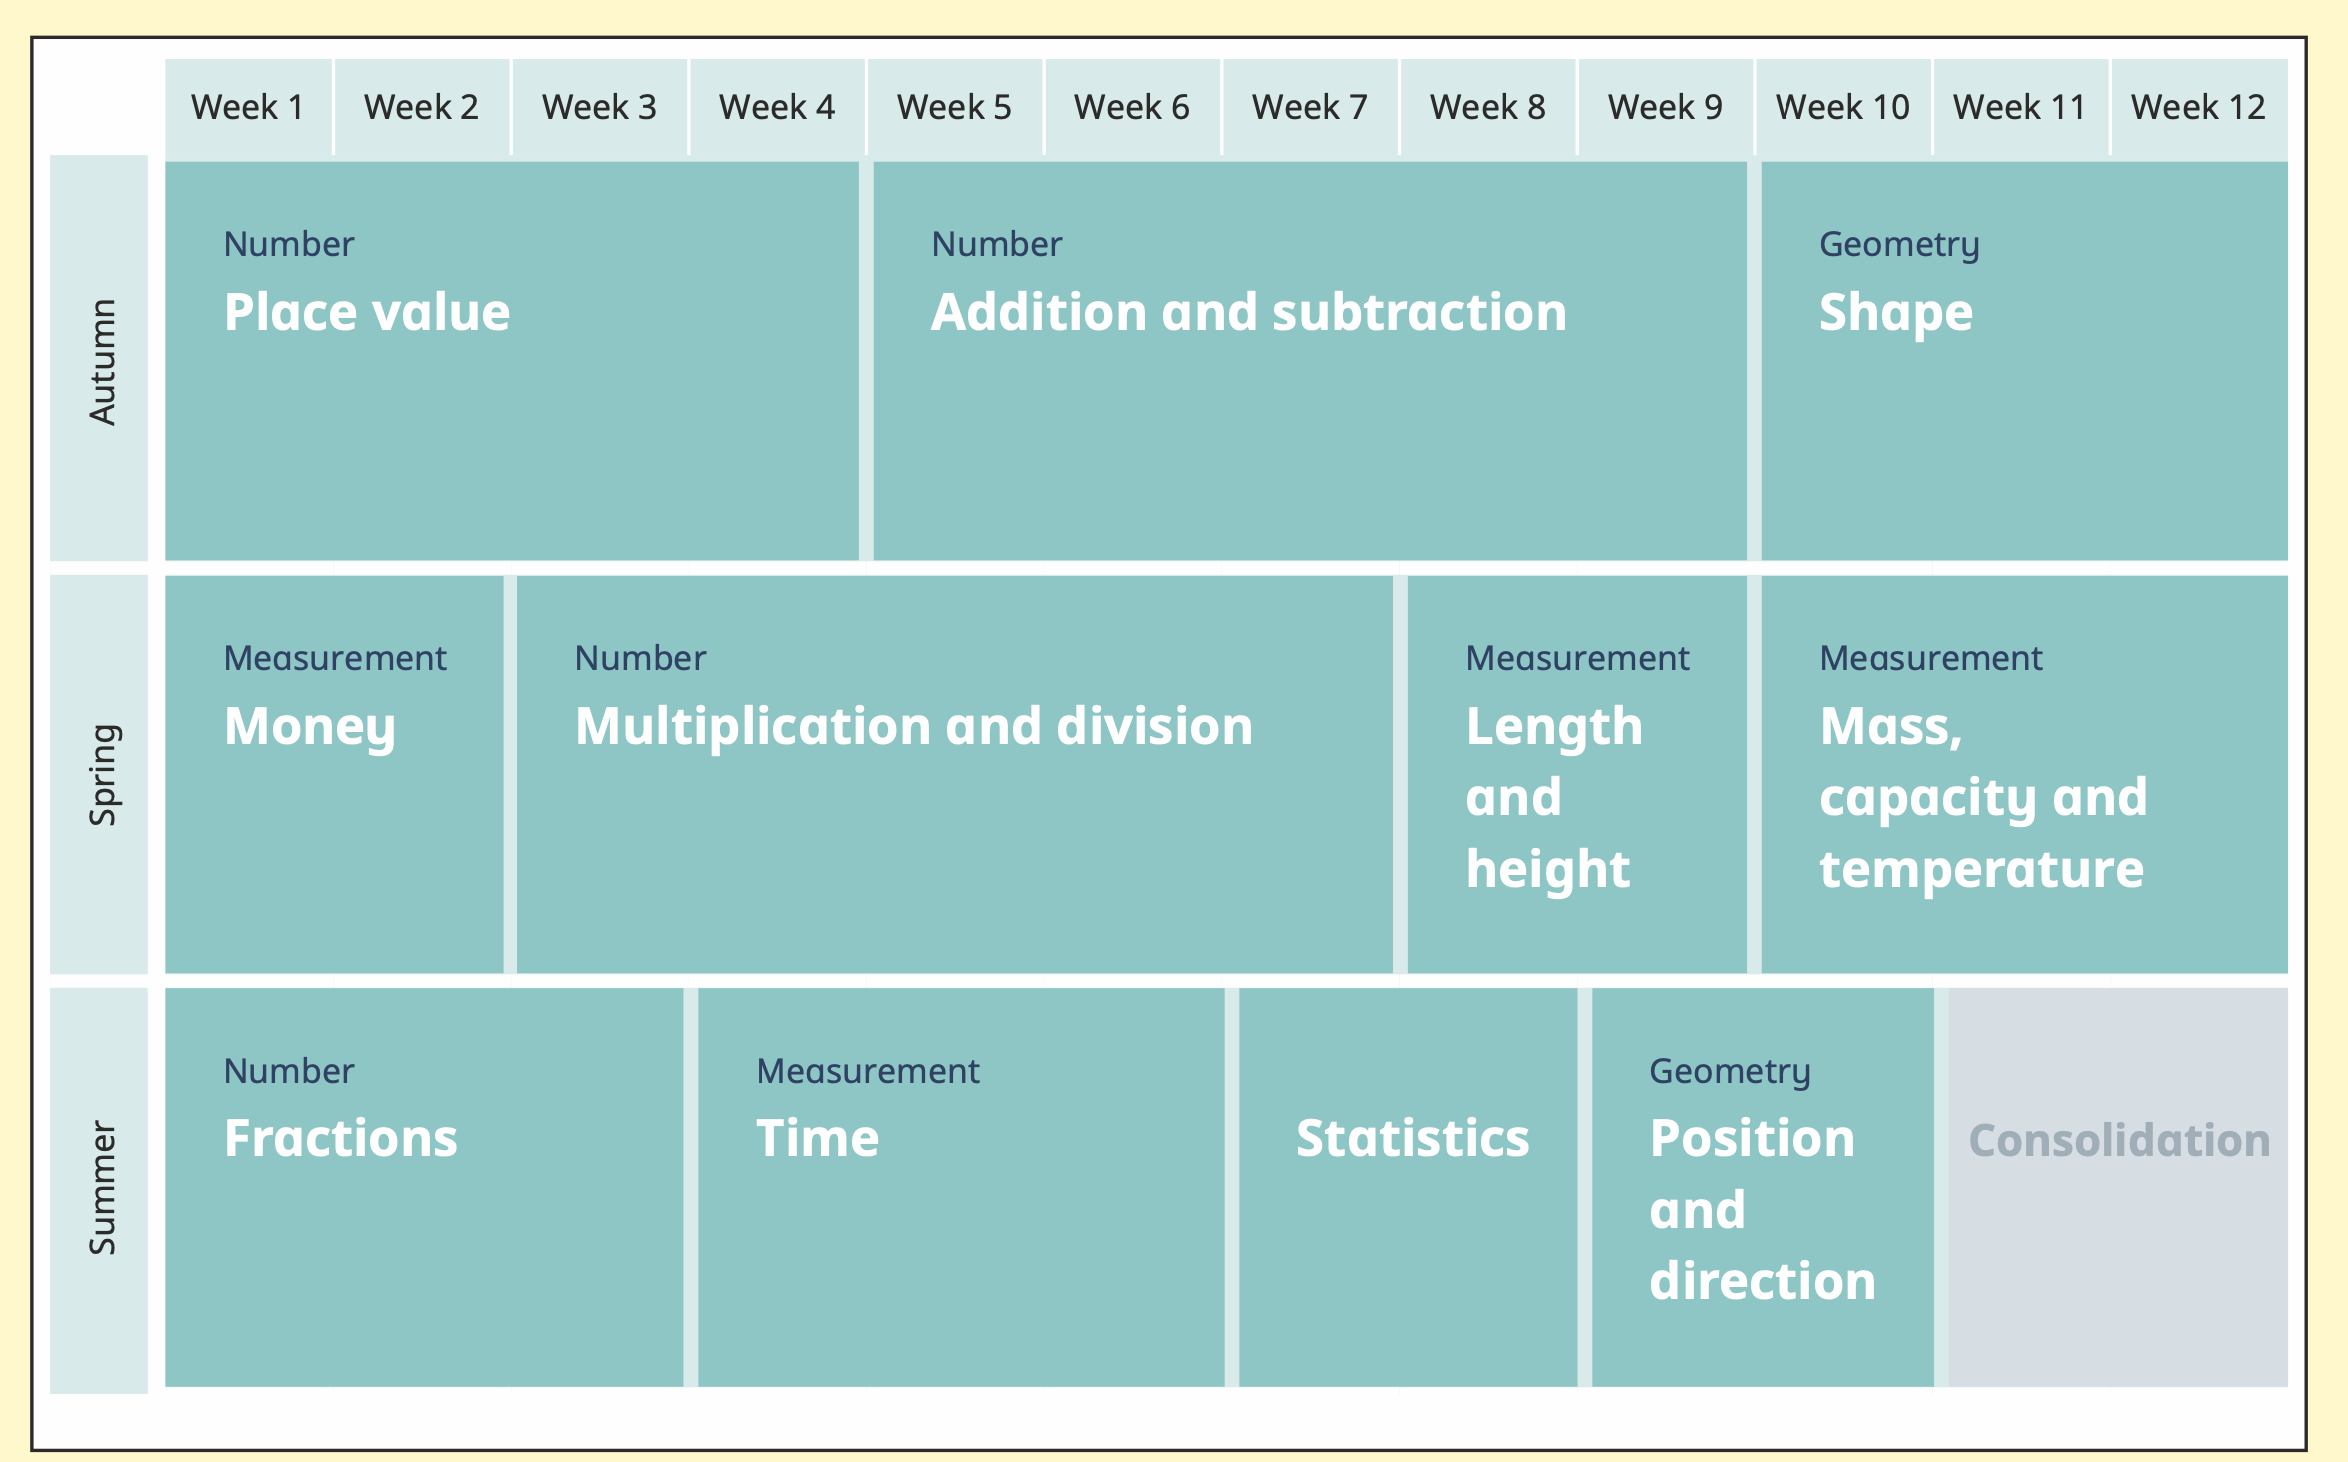 Week 1 Week 2 Week 3 Week 4 Week 5 Week 6 Week 7 Week 8 Week 9 Week 10 Week 11 Week 12
Autumn
Number
Place value
Number
Addition and subtraction
Geometry
Shape
Spring
Measurement
Money
Number
Multiplication and division
Measurement
Length
and
height
Measurement
Mass,
capacity and
temperature
Summer
Number
Fractions
Measurement
Time
Statistics
Geometry
Position
and
direction
Consolidation